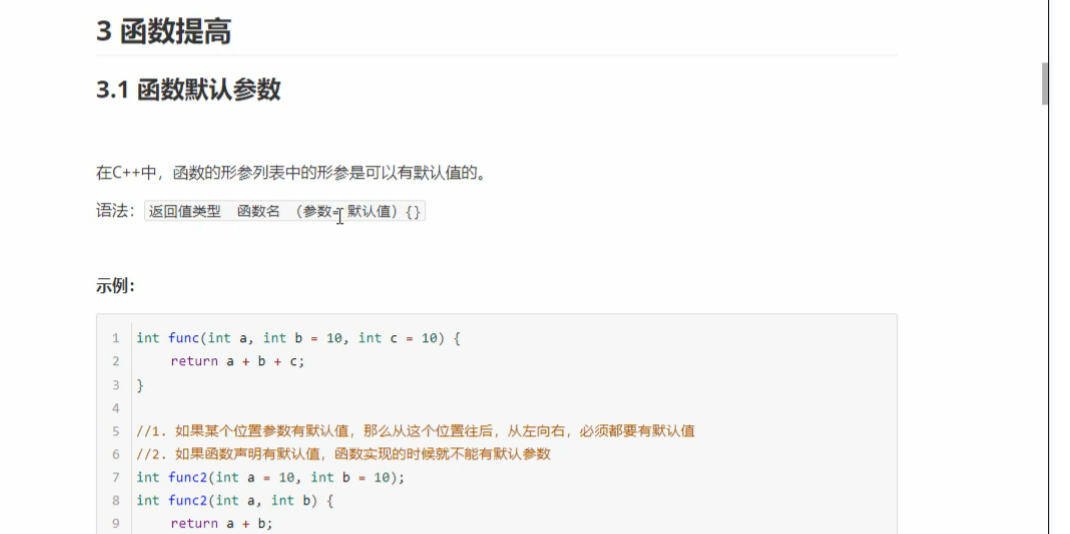 3 函数提高
3.1 函数默认参数
在C++中，函数的形参列表中的形参是可以有默认值的。
语法： 返回值类型 函数名 （参数= 默认值）{}
示例：
1 int func(int a, int b = 10, int c = 10) {
2 return a + b + c;
3 }
4
5 //1. 如果某个位置参数有默认值，那么从这个位置往后，从左向右，必须都要有默认值
6 //2. 如果函数声明有默认值，函数实现的时候就不能有默认参数
7 int func2(int a = 10, int b = 10);
8 int func2(int a, int b) {
9 return a + b;